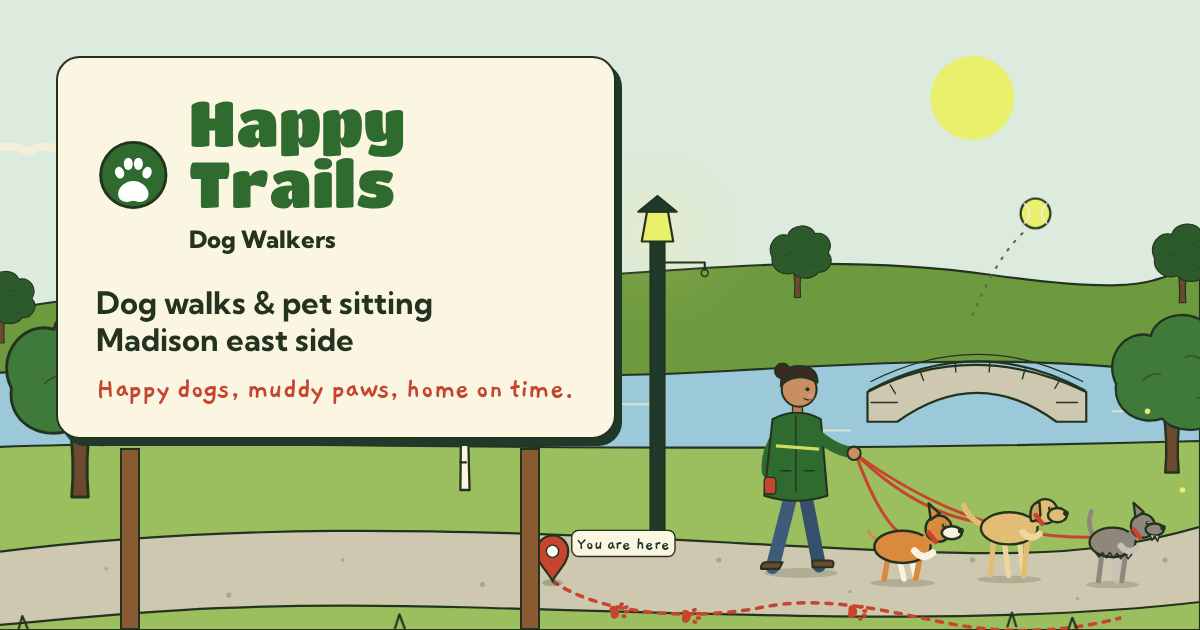 Happy
Trails
Dog Walkers
Dog walks & pet sitting
Madison east side
Happy dogs, muddy paws, home on time.
You are here